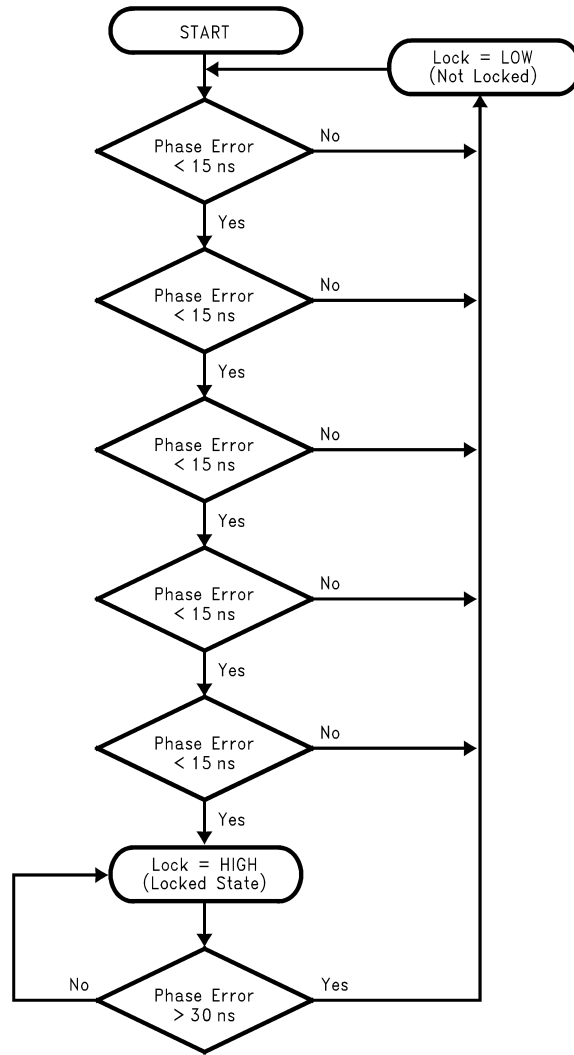 START
Lock = LOW
(Not Locked)
Phase Error
< 15 ns
No
Yes
Phase Error
< 15 ns
No
Yes
Phase Error
< 15 ns
No
Yes
Phase Error
< 15 ns
No
Yes
Phase Error
< 15 ns
No
Yes
Lock = HIGH
(Locked State)
No
Phase Error
> 30 ns
Yes